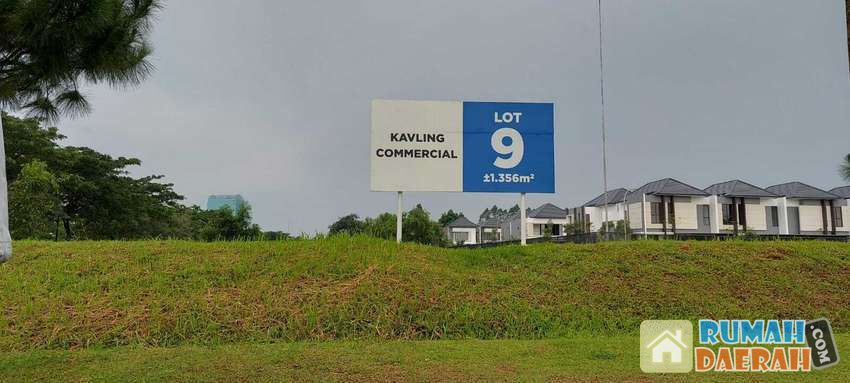 KAVLING
COMMERCIAL
LOT
9
±1.356m²
RUMAH
DAERAH.COM